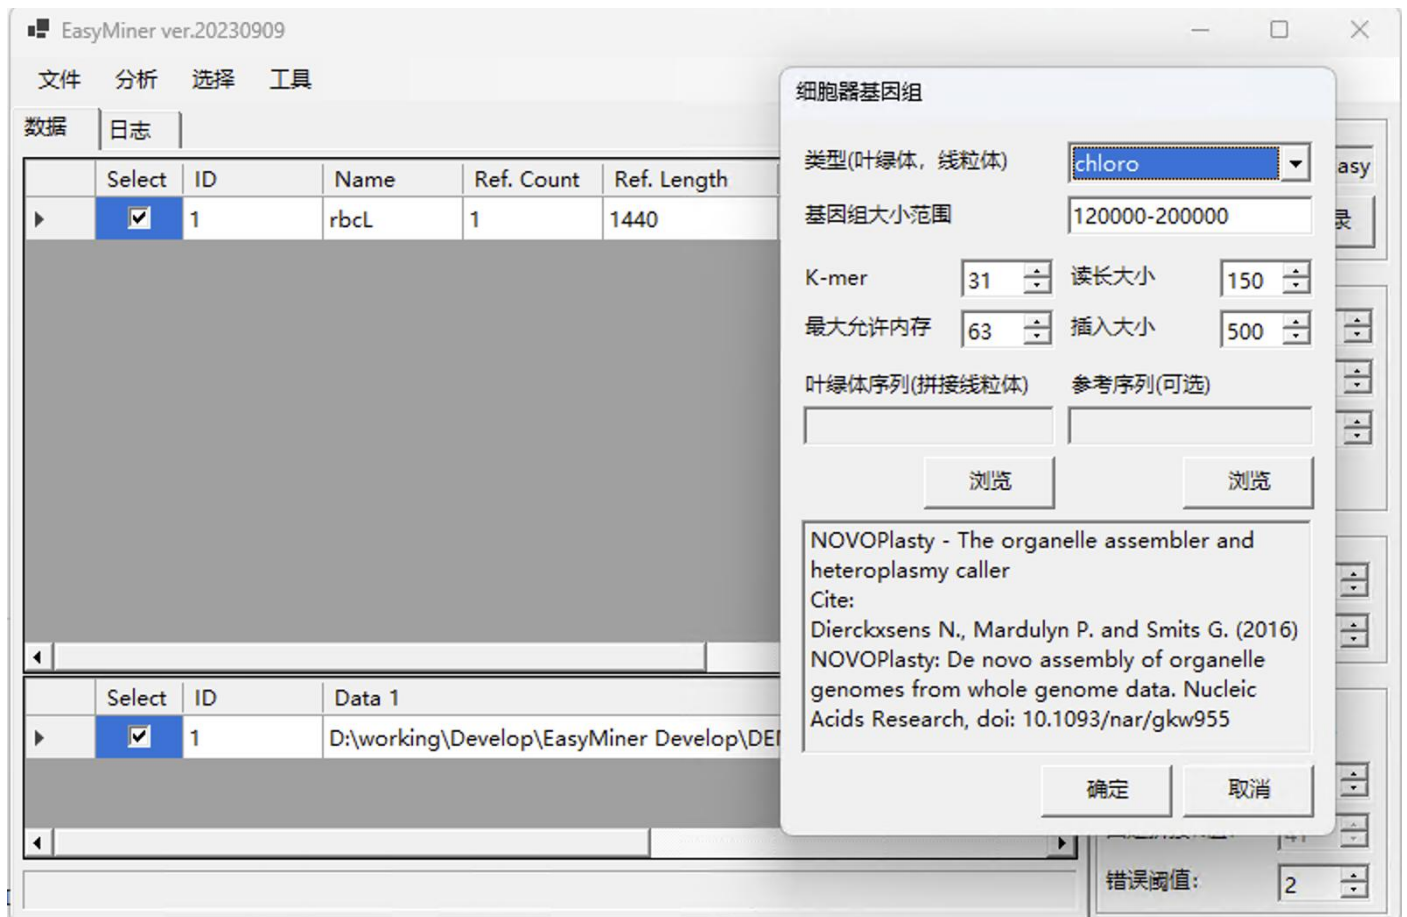 EasyMiner ver.20230909
文件 分析 选择 工具
数据 日志
Select ID Name Ref. Count Ref. Length
1 rbcL 1 1440
Select ID Data 1
1 D:\working\Develop\EasyMiner Develop\DE
细胞器基因组
类型(叶绿体，线粒体) chloro
基因组大小范围 120000-200000
K-mer 31 读长大小 150
最大允许内存 63 插入大小 500
叶绿体序列(拼接线粒体) 参考序列(可选)
浏览 浏览
NOVOPlasty - The organelle assembler and
heteroplasmy caller
Cite:
Dierckxsens N., Mardulyn P. and Smits G. (2016)
NOVOPlasty: De novo assembly of organelle
genomes from whole genome data. Nucleic
Acids Research, doi: 10.1093/nar/gkw955
确定 取消
asy
录
错误阈值: 2